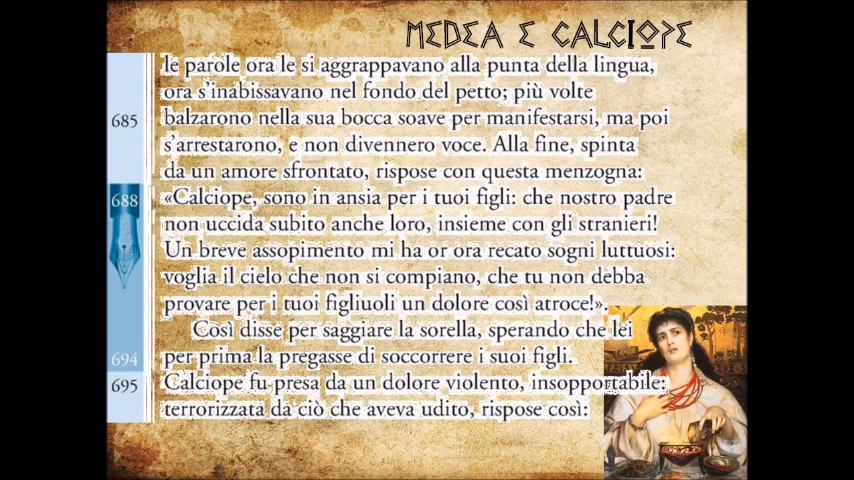 MEDEA E CALCIOPE
le parole ora le si aggrappavano alla punta della lingua,
ora s'inabissavano nel fondo del petto; più volte
685 balzarono nella sua bocca soave per manifestarsi, ma poi
s'arrestarono, e non divennero voce. Alla fine, spinta
da un amore sfrontato, rispose con questa menzogna:
688 «Calciope, sono in ansia per i tuoi figli: che nostro padre
non uccida subito anche loro, insieme con gli stranieri!
Un breve assopimento mi ha or ora recato sogni luttuosi:
voglia il cielo che non si compiano, che tu non debba
provare per i tuoi figliuoli un dolore così atroce!».
Così disse per saggiare la sorella, sperando che lei
694 per prima la pregasse di soccorrere i suoi figli.
695 Calciope fu presa da un dolore violento, insopportabile:
terrorizzata da ciò che aveva udito, rispose così: